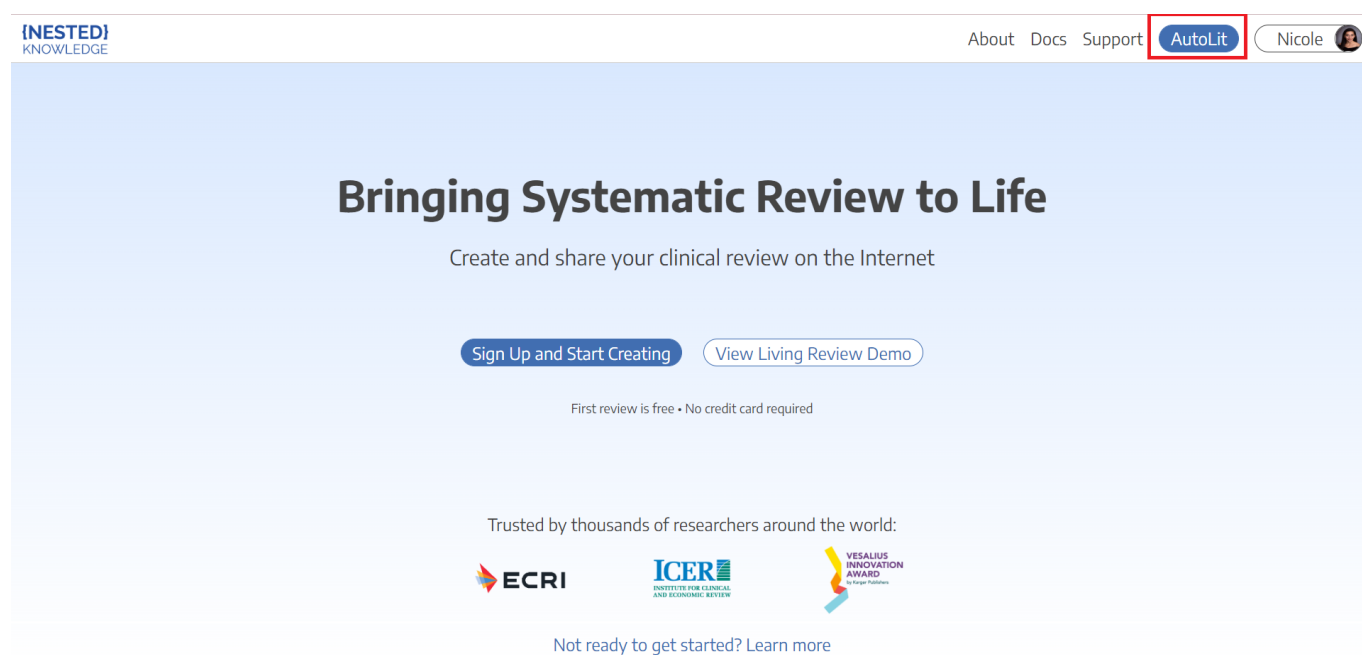 {NESTED}
KNOWLEDGE
About Docs Support AutoLit Nicole
Bringing Systematic Review to Life
Create and share your clinical review on the Internet
Sign Up and Start Creating View Living Review Demo
First review is free • No credit card required
Trusted by thousands of researchers around the world:
ECRI
ICER
INSTITUTE FOR CLINICAL
AND ECONOMIC REVIEW
VESALIUS
INNOVATION
AWARD
by Karger Publishers
Not ready to get started? Learn more